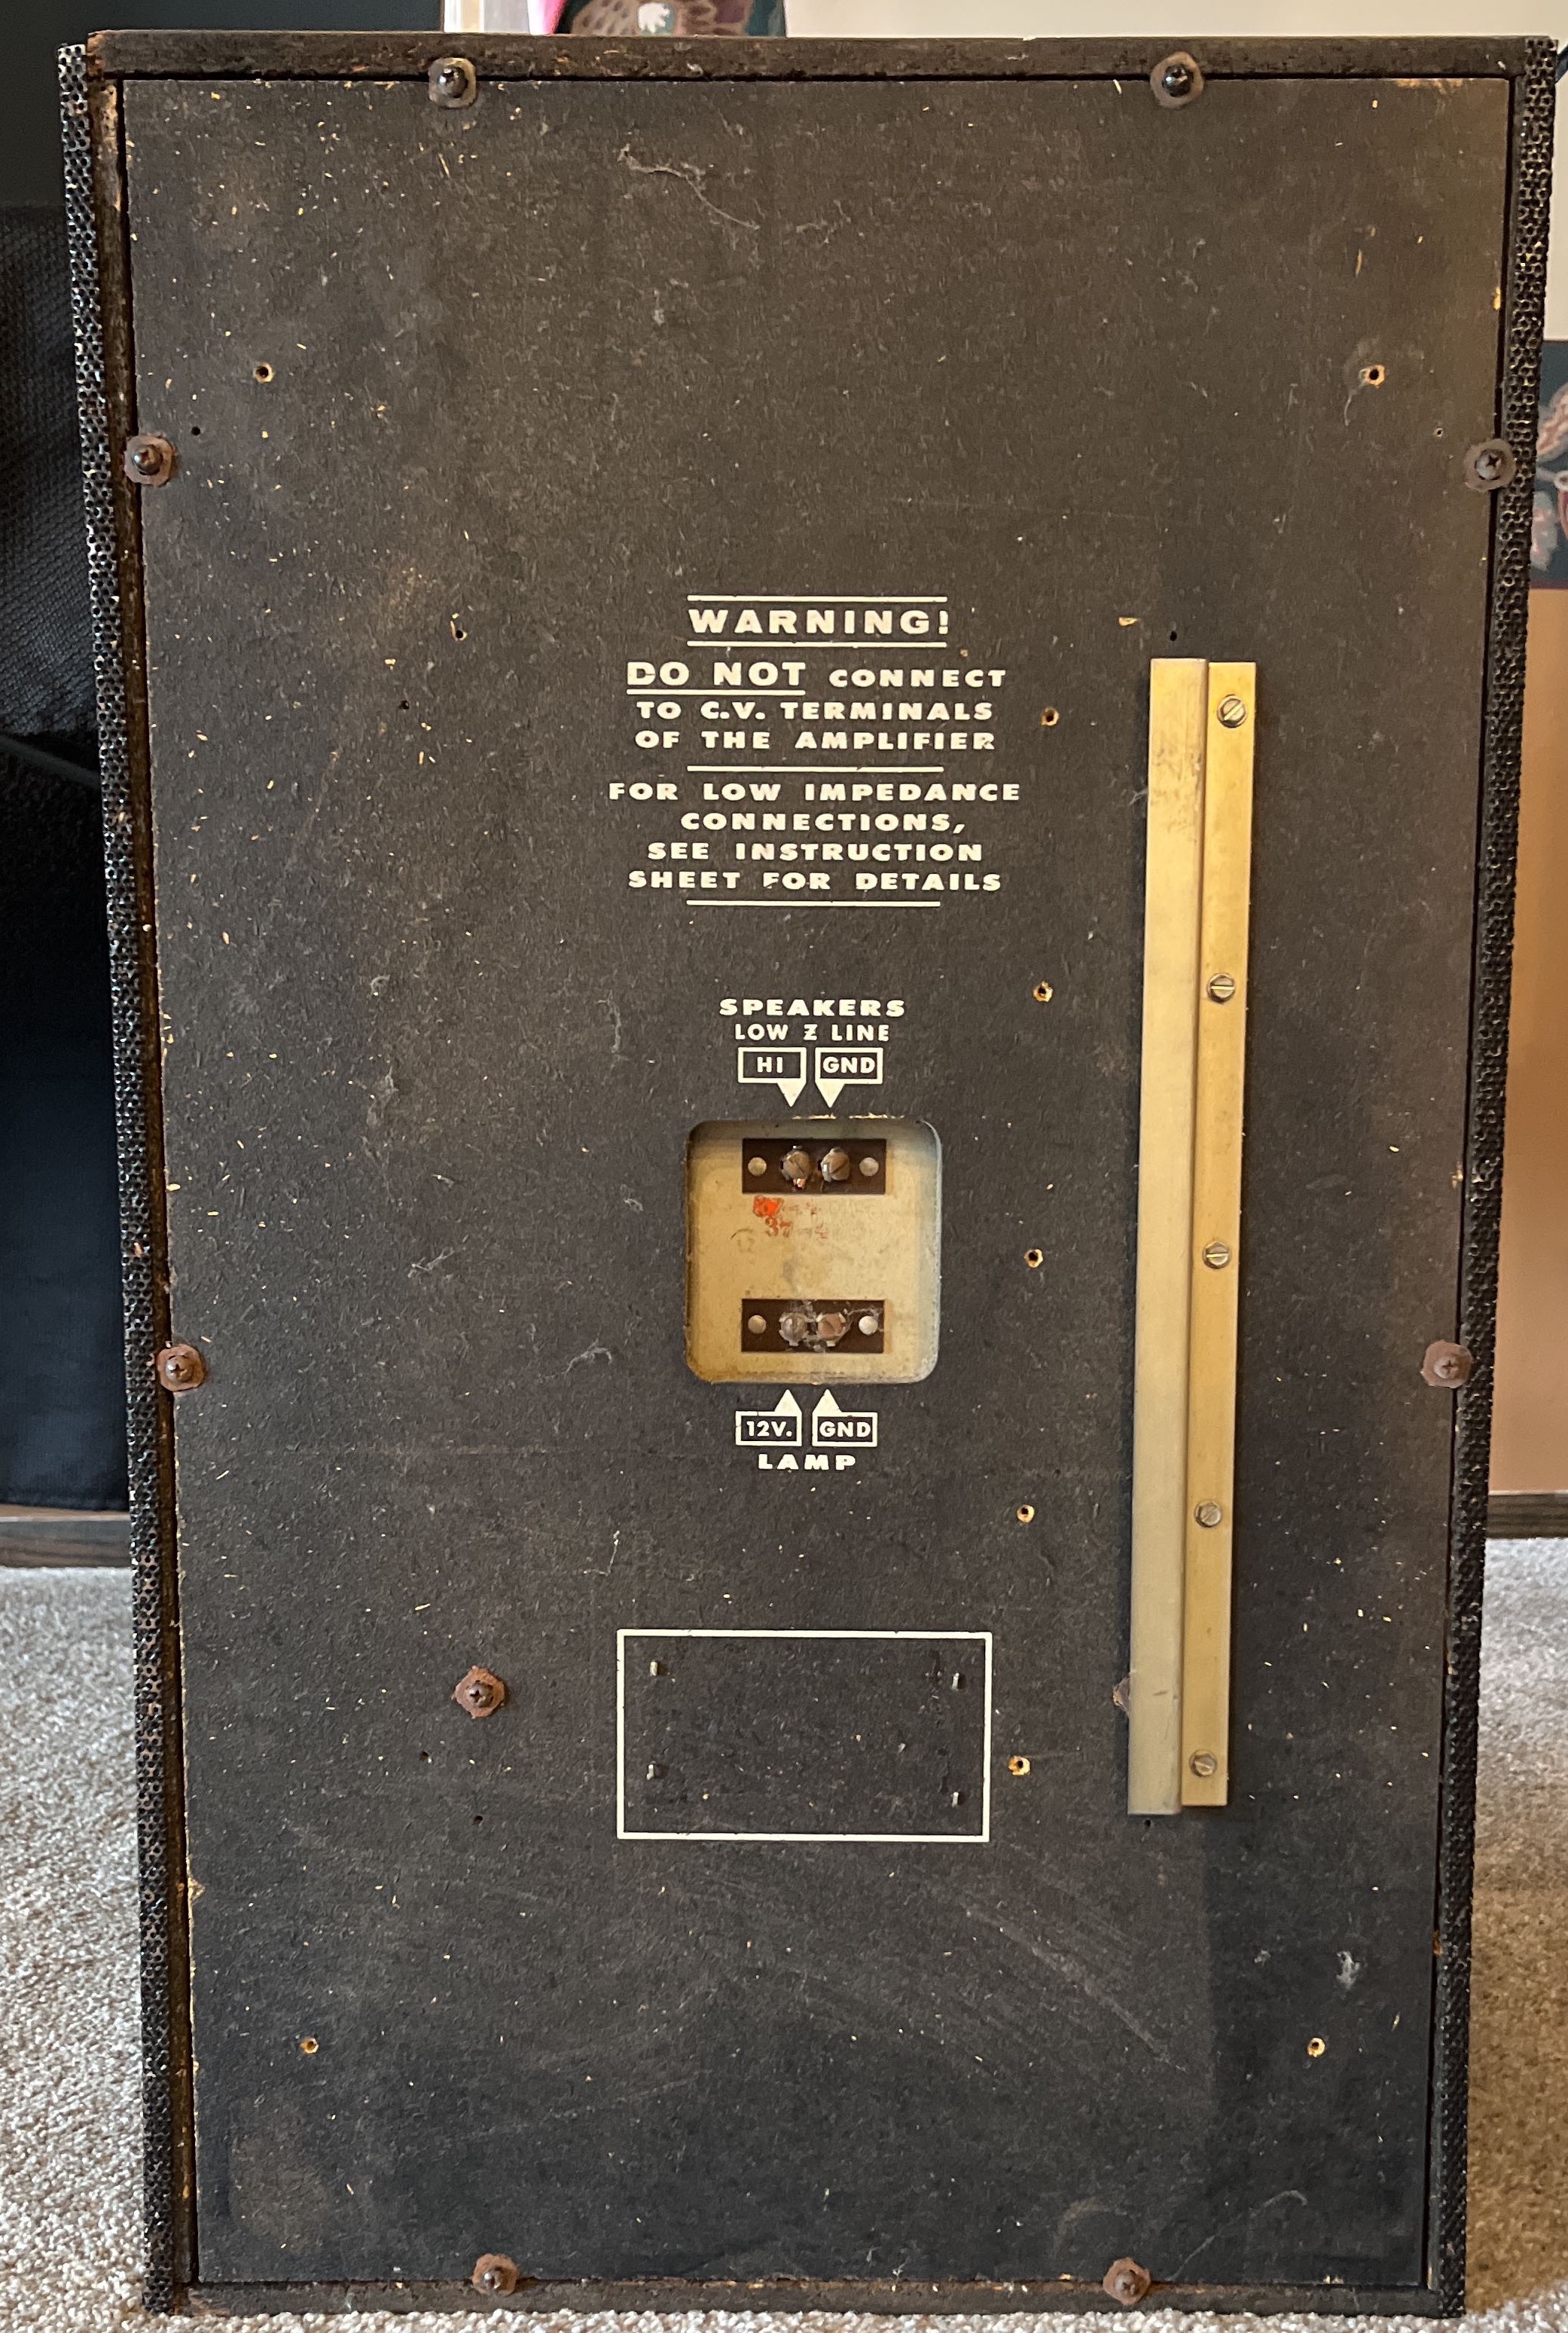 WARNING!
DO NOT CONNECT
TO C.V. TERMINALS
OF THE AMPLIFIER
FOR LOW IMPEDANCE
CONNECTIONS,
SEE INSTRUCTION
SHEET FOR DETAILS
SPEAKERS
LOW Z LINE
HI GND
12V. GND
LAMP